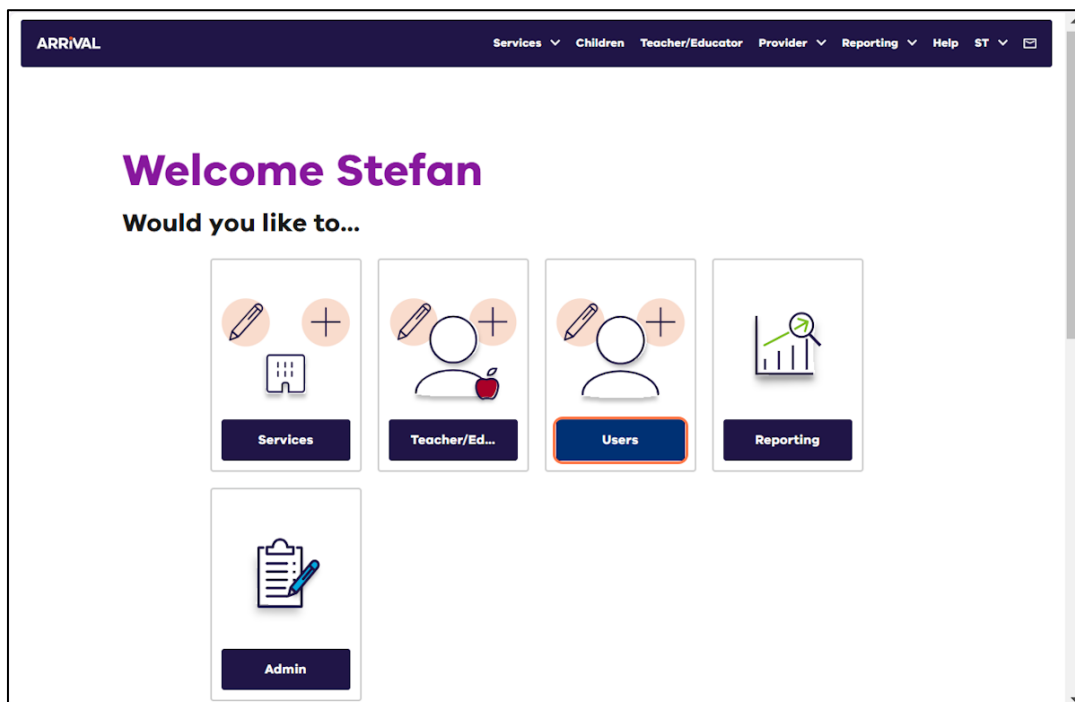 ARRiVAL Services Children Teacher/Educator Provider Reporting Help ST
Welcome Stefan
Would you like to...
Services Teacher/Ed... Users Reporting
Admin